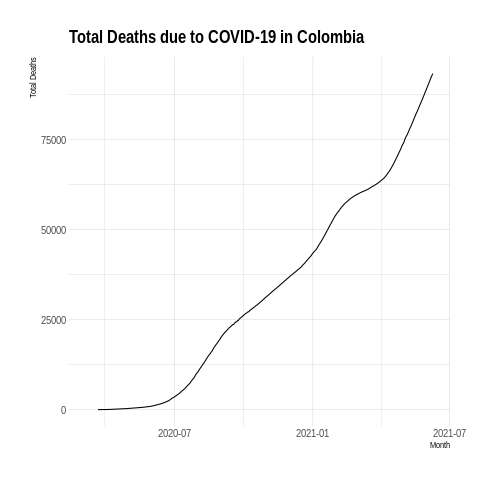 Total Deaths due to COVID-19 in Colombia
Total Deaths
75000
50000
25000
0
2020-07
2021-01
2021-07
Month